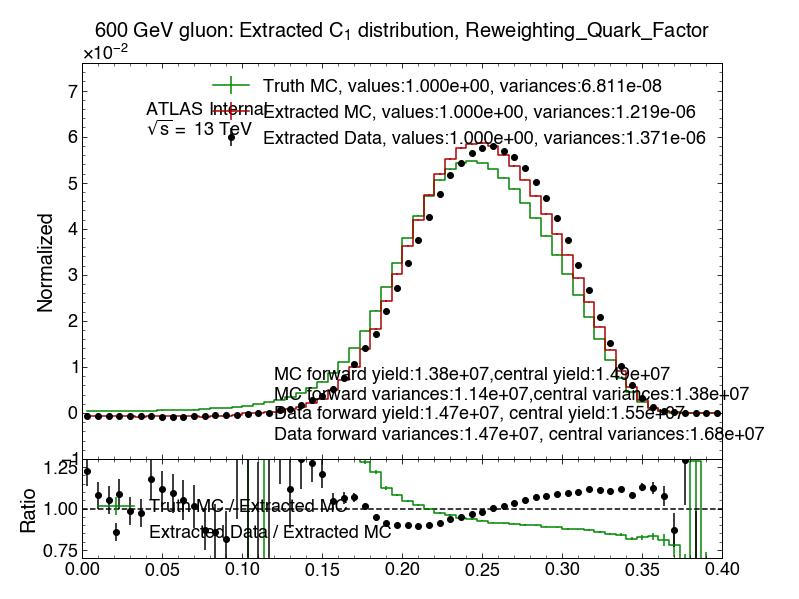 600 GeV gluon: Extracted C₁ distribution, Reweighting_Quark_Factor
×10⁻²
Truth MC, values:1.000e+00, variances:6.811e-08
ATLAS Internal
Extracted MC, values:1.000e+00, variances:1.219e-06
√s = 13 TeV
Extracted Data, values:1.000e+00, variances:1.371e-06
7
6
5
4
3
2
1
0
−1
Normalized
MC forward yield:1.38e+07,central yield:1.49e+07
MC forward variances:1.14e+07,central variances:1.38e+07
Data forward yield:1.47e+07, central yield:1.55e+07
Data forward variances:1.47e+07, central variances:1.68e+07
1.25
1.00
0.75
Ratio
Truth MC / Extracted MC
Extracted Data / Extracted MC
0.00 0.05 0.10 0.15 0.20 0.25 0.30 0.35 0.40